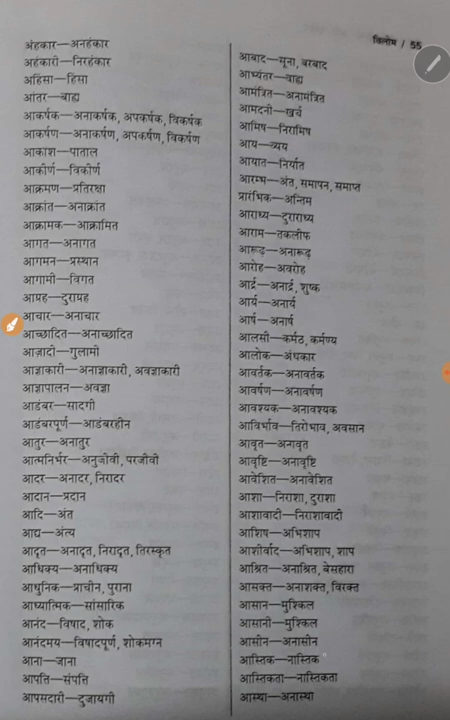 विलोम / 55
अंहकार—अनहंकार
अहंकारी—निरहंकार
अहिंसा—हिंसा
आंतर—बाह्य
आकर्षक—अनाकर्षक, अपकर्षक, विकर्षक
आकर्षण—अनाकर्षण, अपकर्षण, विकर्षण
आकाश—पाताल
आकीर्ण—विकीर्ण
आक्रमण—प्रतिरक्षा
आक्रांत—अनाक्रांत
आक्रामक—आक्रामित
आगत—अनागत
आगमन—प्रस्थान
आगामी—विगत
आग्रह—दुराग्रह
आचार—अनाचार
आच्छादित—अनाच्छादित
आज़ादी—गुलामी
आज्ञाकारी—अनाज्ञाकारी, अवज्ञाकारी
आज्ञापालन—अवज्ञा
आडंबर—सादगी
आडंबरपूर्ण—आडंबरहीन
आतुर—अनातुर
आत्मनिर्भर—अनुजीवी, परजीवी
आदर—अनादर, निरादर
आदान—प्रदान
आदि—अंत
आद्य—अंत्य
आदृत—अनादृत, निरादृत, तिरस्कृत
आधिक्य—अनाधिक्य
आधुनिक—प्राचीन, पुराना
आध्यात्मिक—सांसारिक
आनंद—विषाद, शोक
आनंदमय—विषादपूर्ण, शोकमग्न
आना—जाना
आपत्ति—संपत्ति
आपसदारी—दुजायगी
आबाद—सूना, बरबाद
आभ्यंतर—बाह्य
आमंत्रित—अनामंत्रित
आमदनी—खर्च
आमिष—निरामिष
आय—व्यय
आयात—निर्यात
आरम्भ—अंत, समापन, समाप्त
प्रारंभिक—अन्तिम
आराध्य—दुराराध्य
आराम—तकलीफ
आरूढ़—अनारूढ़
आरोह—अवरोह
आर्द्र—अनार्द्र, शुष्क
आर्य—अनार्य
आर्ष—अनार्ष
आलसी—कर्मठ, कर्मण्य
आलोक—अंधकार
आवर्तक—अनावर्तक
आवर्षण—अनावर्षण
आवश्यक—अनावश्यक
आविर्भाव—तिरोभाव, अवसान
आवृत—अनावृत
आवृष्टि—अनावृष्टि
आवेशित—अनावेशित
आशा—निराशा, दुराशा
आशावादी—निराशावादी
आशिष—अभिशाप
आशीर्वाद—अभिशाप, शाप
आश्रित—अनाश्रित, बेसहारा
आसक्त—अनाशक्त, विरक्त
आसान—मुश्किल
आसानी—मुश्किल
आसीन—अनासीन
आस्तिक—नास्तिक
आस्तिकता—नास्तिकता
आस्था—अनास्था